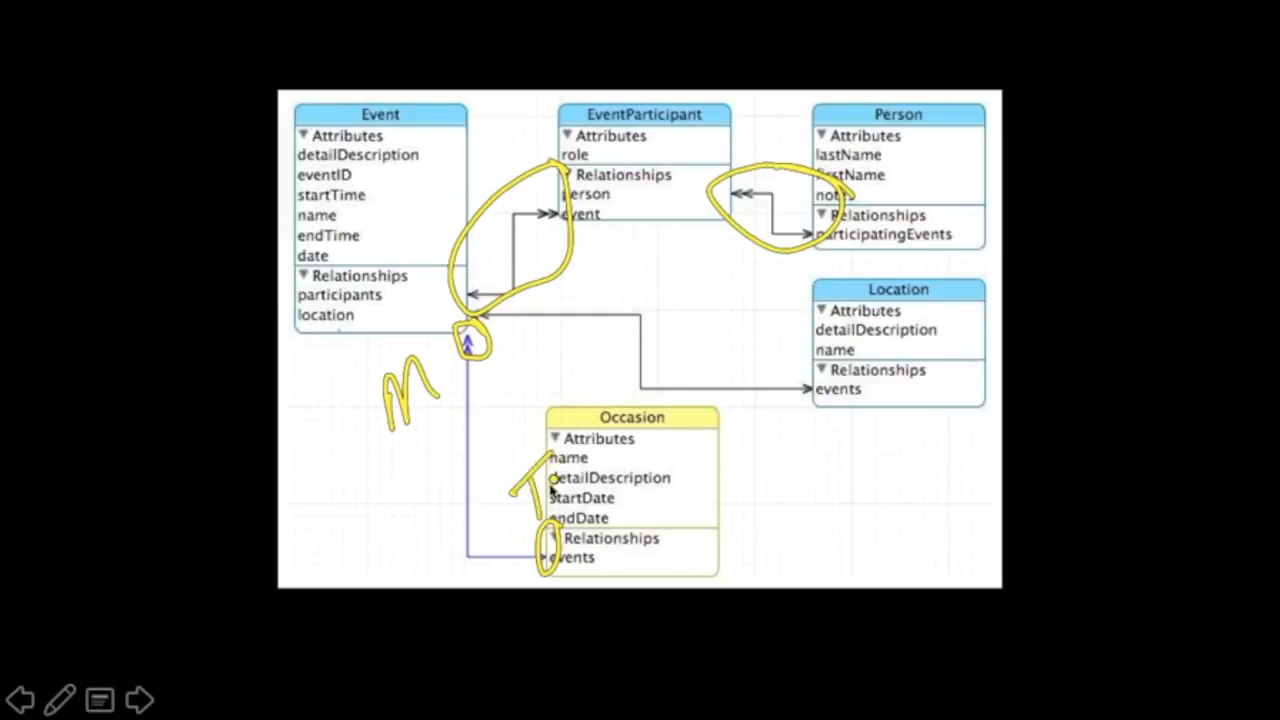 Event
Attributes
detailDescription
eventID
startTime
name
endTime
date
Relationships
participants
location
EventParticipant
Attributes
role
Relationships
person
event
Person
Attributes
lastName
firstName
notes
Relationships
participatingEvents
Location
Attributes
detailDescription
name
Relationships
events
M
Occasion
Attributes
name
detailDescription
startDate
endDate
Relationships
events
1